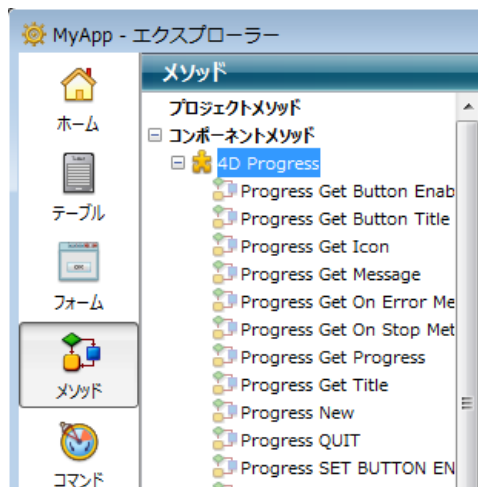 MyApp - エクスプローラー
ホーム
テーブル
フォーム
メソッド
コマンド
メソッド
プロジェクトメソッド
コンポーネントメソッド
4D Progress
Progress Get Button Enab
Progress Get Button Title
Progress Get Icon
Progress Get Message
Progress Get On Error Me
Progress Get On Stop Met
Progress Get Progress
Progress Get Title
Progress New
Progress QUIT
Progress SET BUTTON EN